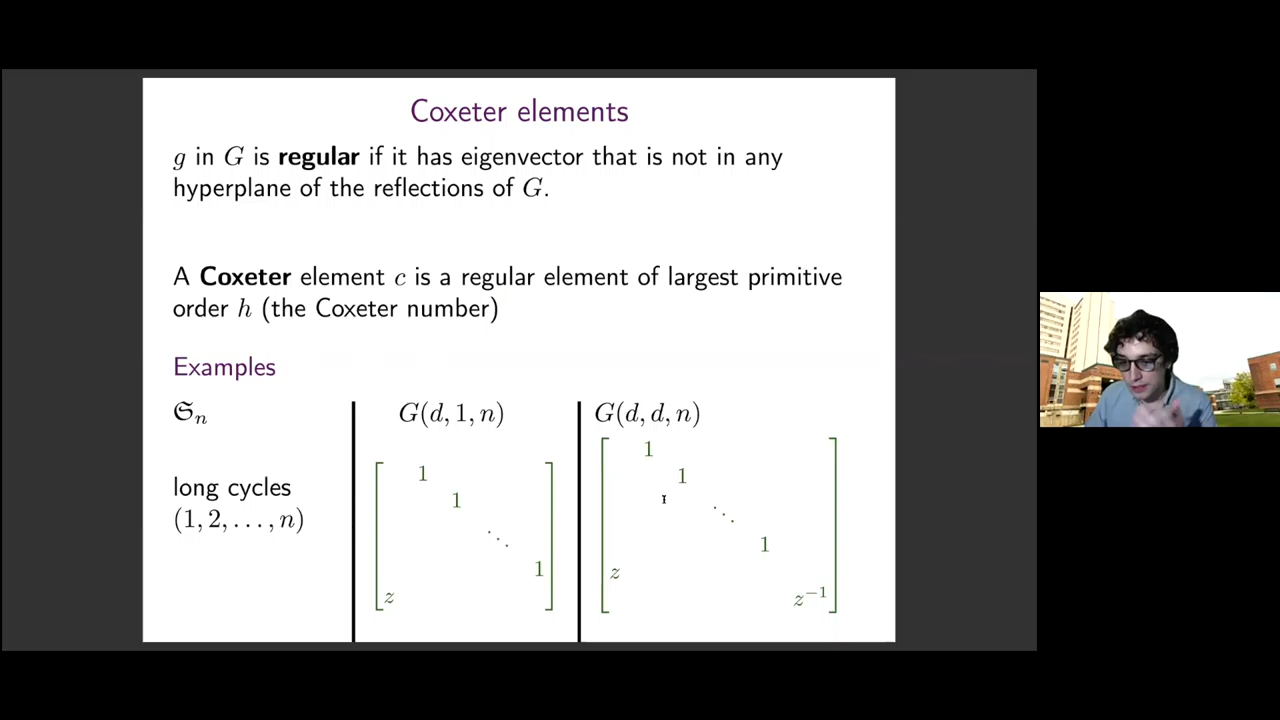 Coxeter elements
g in G is regular if it has eigenvector that is not in any
hyperplane of the reflections of G.
A Coxeter element c is a regular element of largest primitive
order h (the Coxeter number)
Examples
𝔖ₙ
long cycles
(1, 2, . . . , n)
G(d, 1, n)
1
1
⋱
1
z
G(d, d, n)
1
1
⋱
1
z
z⁻¹